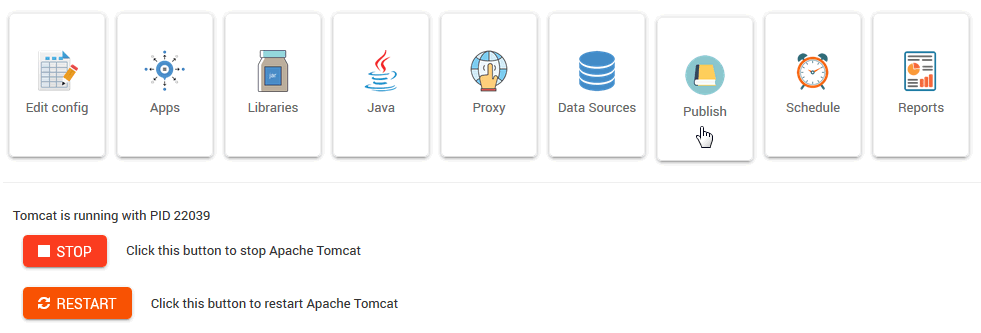 jar
Edit config
Apps
Libraries
Java
Proxy
Data Sources
Publish
Schedule
Reports
Tomcat is running with PID 22039
STOP Click this button to stop Apache Tomcat
RESTART Click this button to restart Apache Tomcat